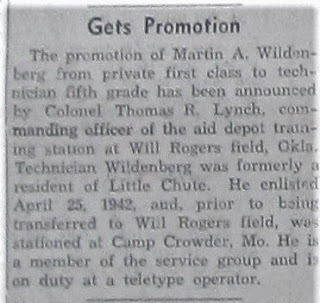 Gets Promotion
The promotion of Martin A. Wilden-
berg from private first class to tech-
nician fifth grade has been announced
by Colonel Thomas R. Lynch, com-
manding officer of the aid depot train-
ing station at Will Rogers field, Okla.
Technician Wildenberg was formerly a
resident of Little Chute. He enlisted
April 25, 1942, and, prior to being
transferred to Will Rogers field, was
stationed at Camp Crowder, Mo. He is
a member of the service group and is
on duty at a teletype operator.